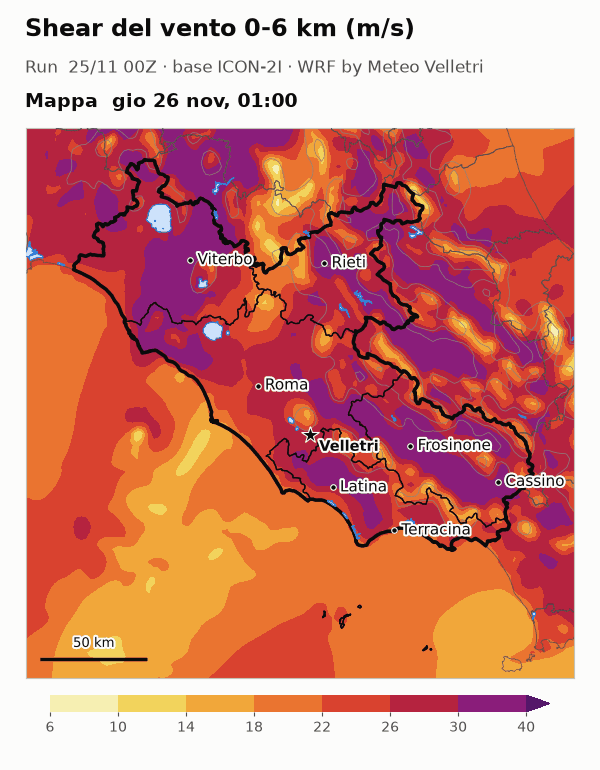 Shear del vento 0-6 km (m/s)
Run  25/11 00Z · base ICON-2I · WRF by Meteo Velletri
Mappa  gio 26 nov, 01:00
Viterbo
Rieti
Roma
Velletri
Frosinone
Latina
Cassino
Terracina
50 km
6 10 14 18 22 26 30 40